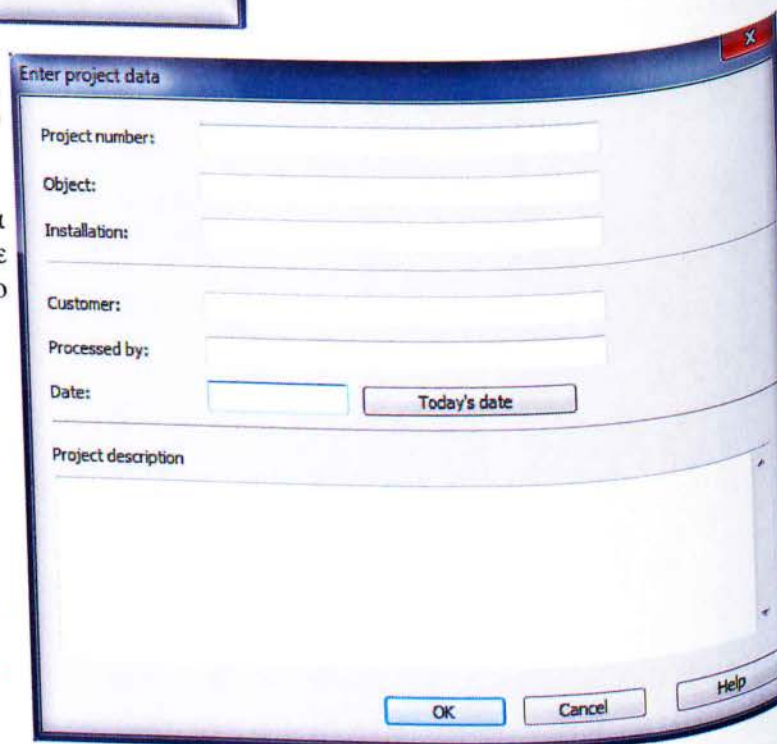 X
Enter project data
Project number:
Object:
Installation:
Customer:
Processed by:
Date:
Today's date
Project description
OK
Cancel
Help